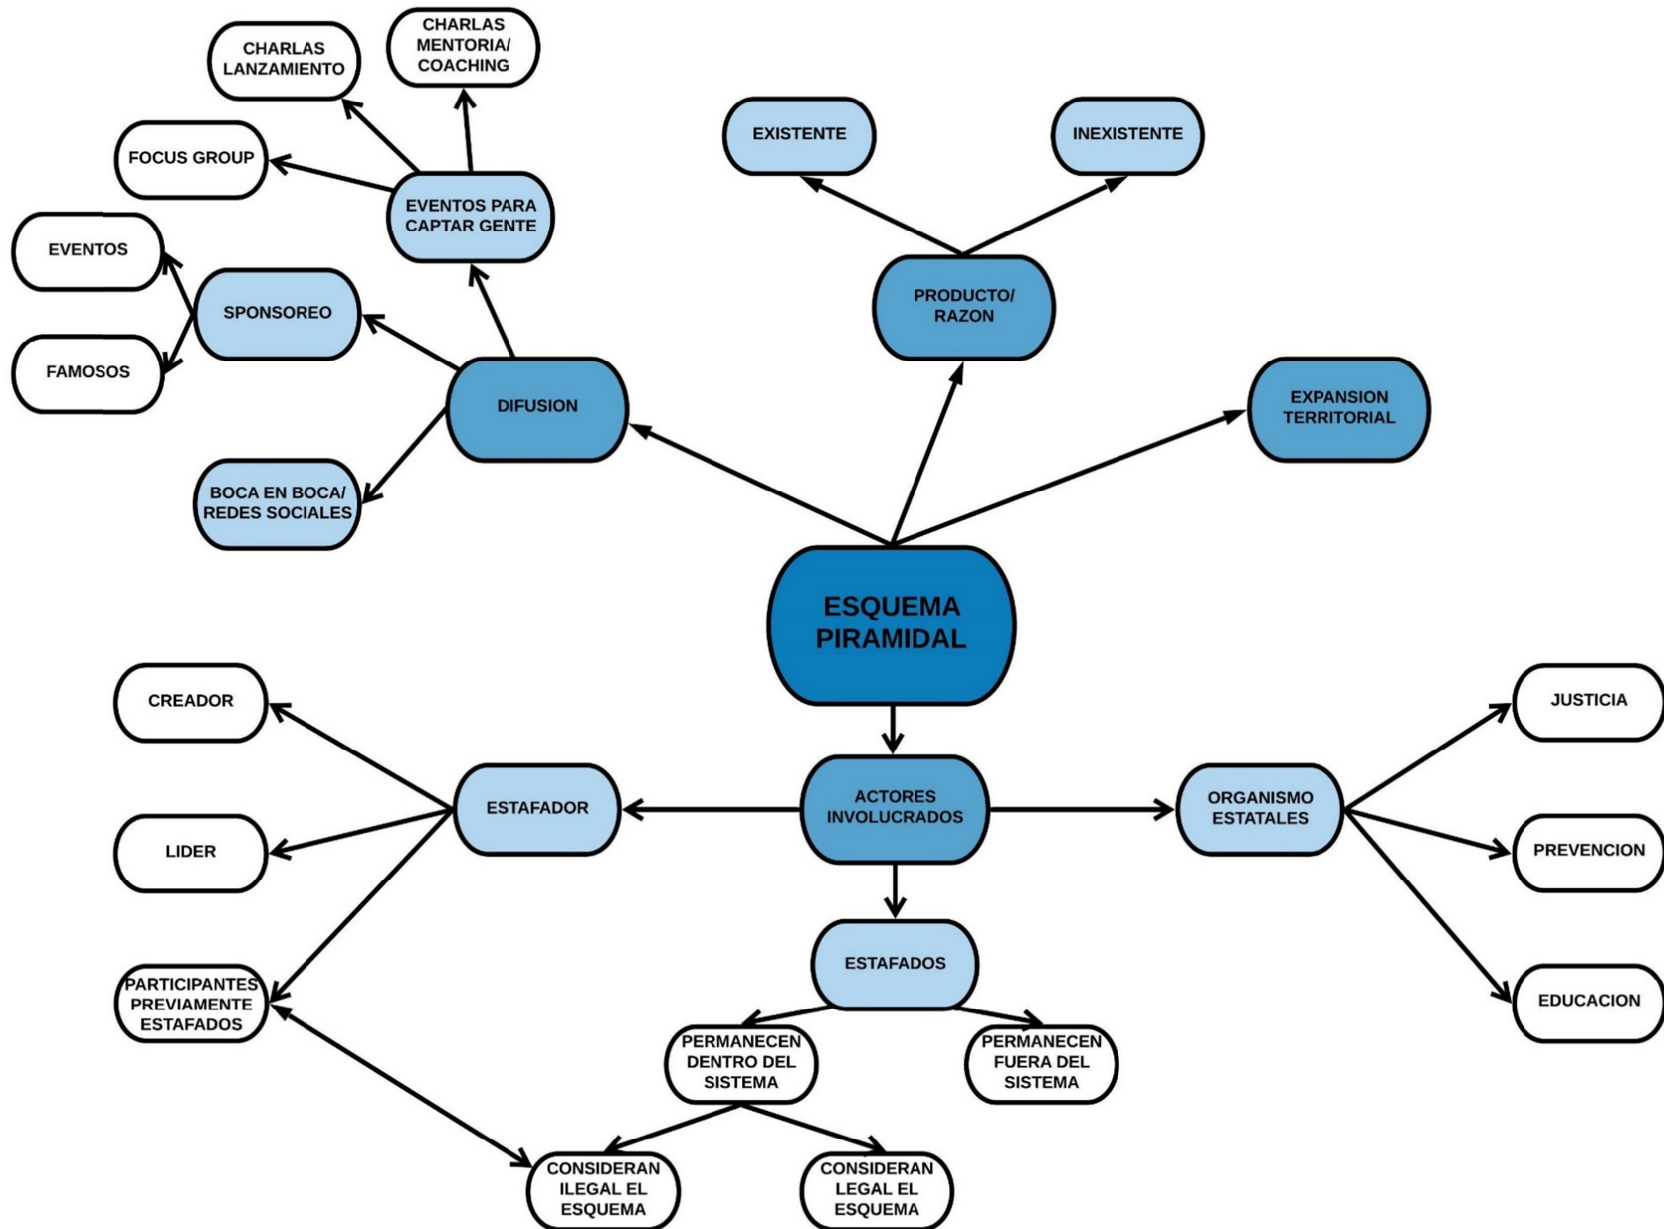 CHARLAS
LANZAMIENTO
CHARLAS
MENTORIA/
COACHING
FOCUS GROUP
EXISTENTE
INEXISTENTE
EVENTOS PARA
CAPTAR GENTE
EVENTOS
SPONSOREO
FAMOSOS
PRODUCTO/
RAZON
DIFUSION
EXPANSION
TERRITORIAL
BOCA EN BOCA/
REDES SOCIALES
ESQUEMA
PIRAMIDAL
CREADOR
JUSTICIA
ESTAFADOR
ACTORES
INVOLUCRADOS
ORGANISMO
ESTATALES
LIDER
PREVENCION
ESTAFADOS
PARTICIPANTES
PREVIAMENTE
ESTAFADOS
EDUCACION
PERMANECEN
DENTRO DEL
SISTEMA
PERMANECEN
FUERA DEL
SISTEMA
CONSIDERAN
ILEGAL EL
ESQUEMA
CONSIDERAN
LEGAL EL
ESQUEMA